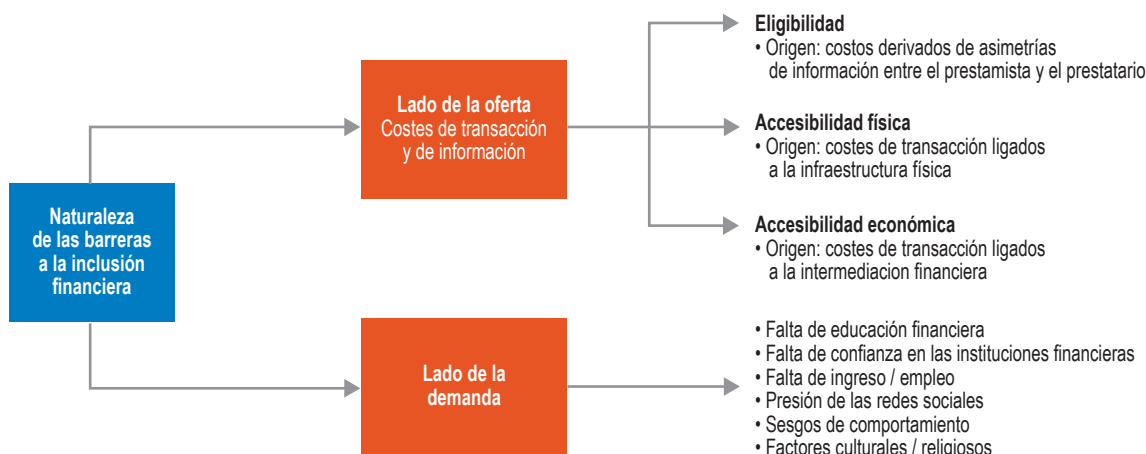 Naturaleza
de las barreras
a la inclusión
financiera
Lado de la oferta
Costes de transacción
y de información
Eligibilidad
• Origen: costos derivados de asimetrías
de información entre el prestamista y el prestatario
Accesibilidad física
• Origen: costes de transacción ligados
a la infraestructura física
Accesibilidad económica
• Origen: costes de transacción ligados
a la intermediacion financiera
Lado de la
demanda
• Falta de educación financiera
• Falta de confianza en las instituciones financieras
• Falta de ingreso / empleo
• Presión de las redes sociales
• Sesgos de comportamiento
• Factores culturales / religiosos